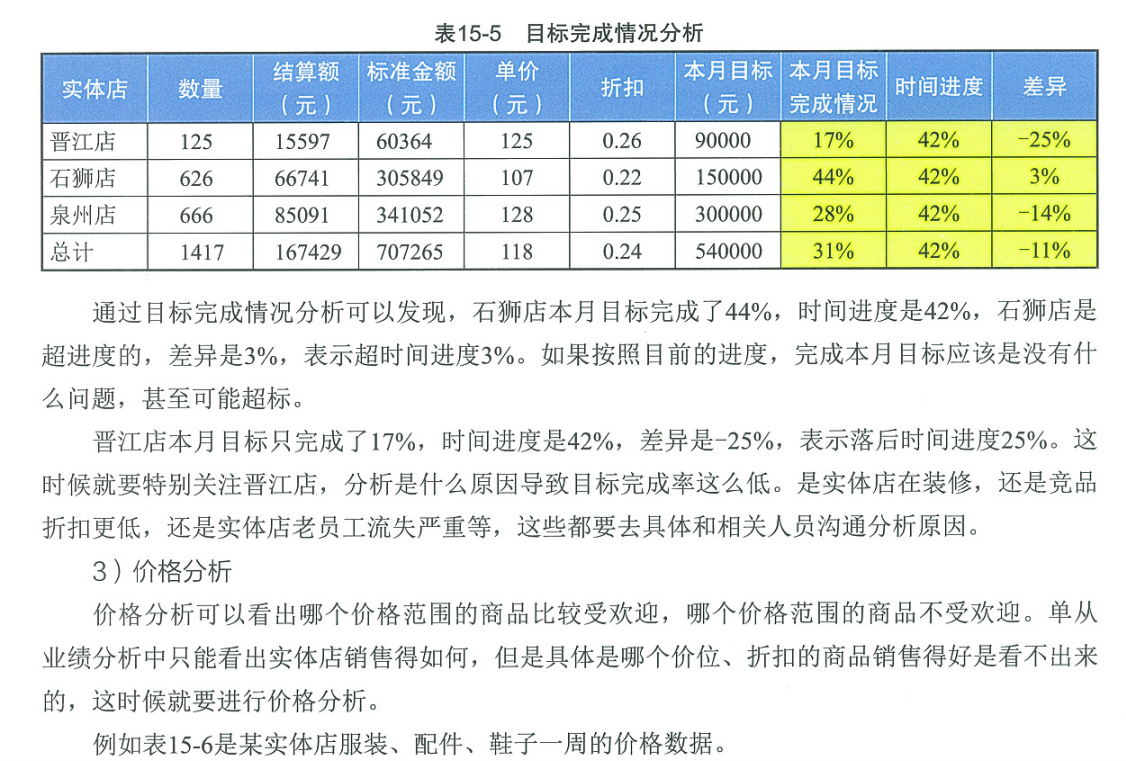 表15-5 目标完成情况分析
实体店 数量 结算额（元） 标准金额（元） 单价（元） 折扣 本月目标（元） 本月目标完成情况 时间进度 差异
晋江店 125 15597 60364 125 0.26 90000 17% 42% −25%
石狮店 626 66741 305849 107 0.22 150000 44% 42% 3%
泉州店 666 85091 341052 128 0.25 300000 28% 42% −14%
总计 1417 167429 707265 118 0.24 540000 31% 42% −11%
通过目标完成情况分析可以发现，石狮店本月目标完成了44%，时间进度是42%，石狮店是
超进度的，差异是3%，表示超时间进度3%。如果按照目前的进度，完成本月目标应该是没有什
么问题，甚至可能超标。
晋江店本月目标只完成了17%，时间进度是42%，差异是−25%，表示落后时间进度25%。这
时候就要特别关注晋江店，分析是什么原因导致目标完成率这么低。是实体店在装修，还是竞品
折扣更低，还是实体店老员工流失严重等，这些都要去具体和相关人员沟通分析原因。
3）价格分析
价格分析可以看出哪个价格范围的商品比较受欢迎，哪个价格范围的商品不受欢迎。单从
业绩分析中只能看出实体店销售得如何，但是具体是哪个价位、折扣的商品销售得好是看不出来
的，这时候就要进行价格分析。
例如表15-6是某实体店服装、配件、鞋子一周的价格数据。